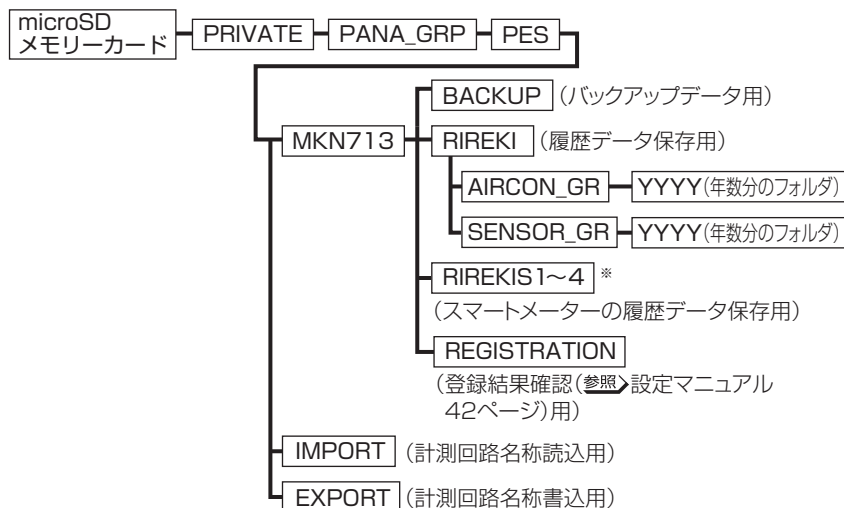 microSD
メモリーカード
PRIVATE
PANA_GRP
PES
MKN713
BACKUP (バックアップデータ用)
RIREKI (履歴データ保存用)
AIRCON_GR YYYY(年数分のフォルダ)
SENSOR_GR YYYY(年数分のフォルダ)
RIREKIS1~4 ※
(スマートメーターの履歴データ保存用)
REGISTRATION
(登録結果確認(参照 設定マニュアル
42ページ)用)
IMPORT (計測回路名称読込用)
EXPORT (計測回路名称書込用)